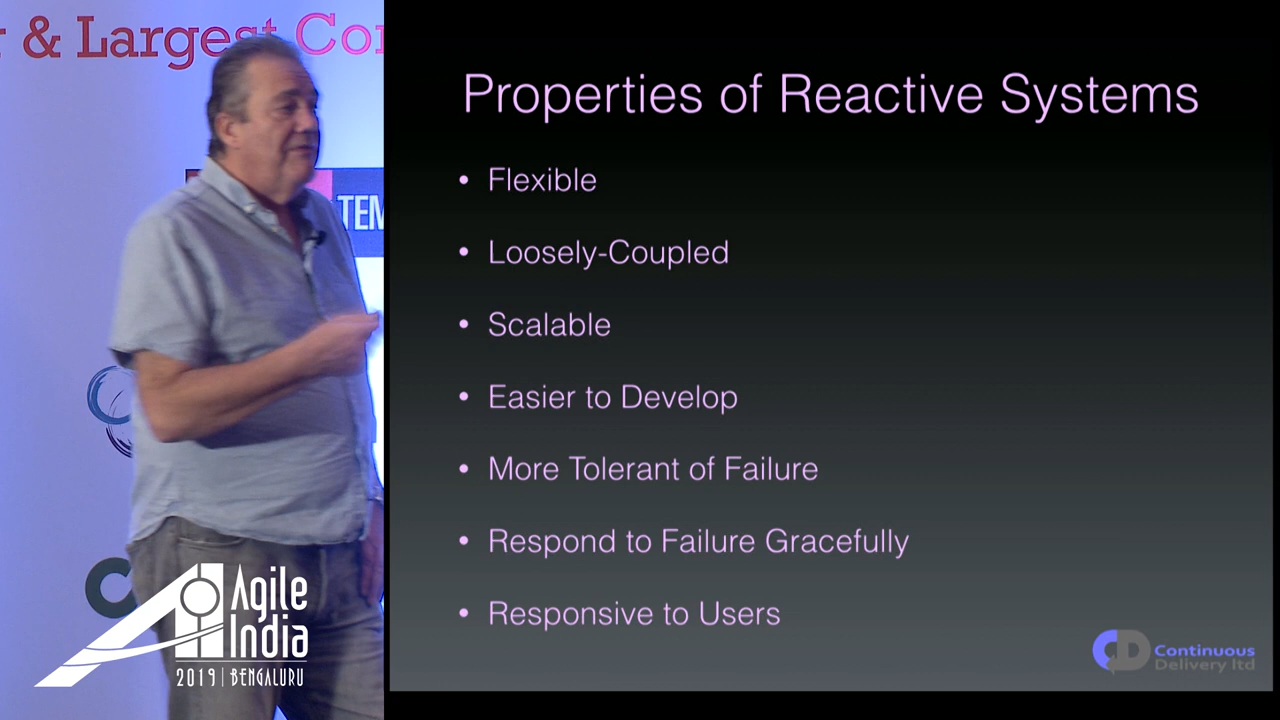 & Largest Co
TEM
Properties of Reactive Systems
• Flexible
• Loosely-Coupled
• Scalable
• Easier to Develop
• More Tolerant of Failure
• Respond to Failure Gracefully
• Responsive to Users
Agile
India
2019 | BENGALURU
Continuous
Delivery ltd